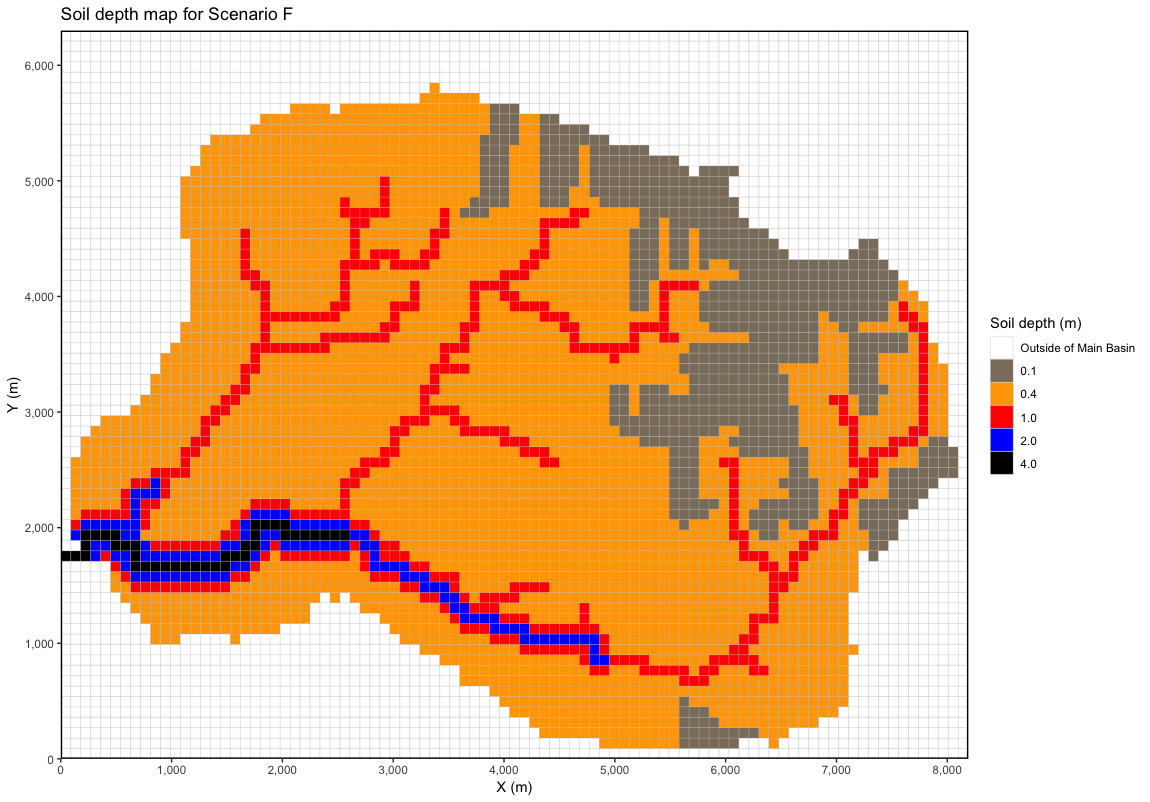 Soil depth map for Scenario F
6,000
5,000
4,000
3,000
2,000
1,000
0
Y (m)
0 1,000 2,000 3,000 4,000 5,000 6,000 7,000 8,000
X (m)
Soil depth (m)
Outside of Main Basin
0.1
0.4
1.0
2.0
4.0